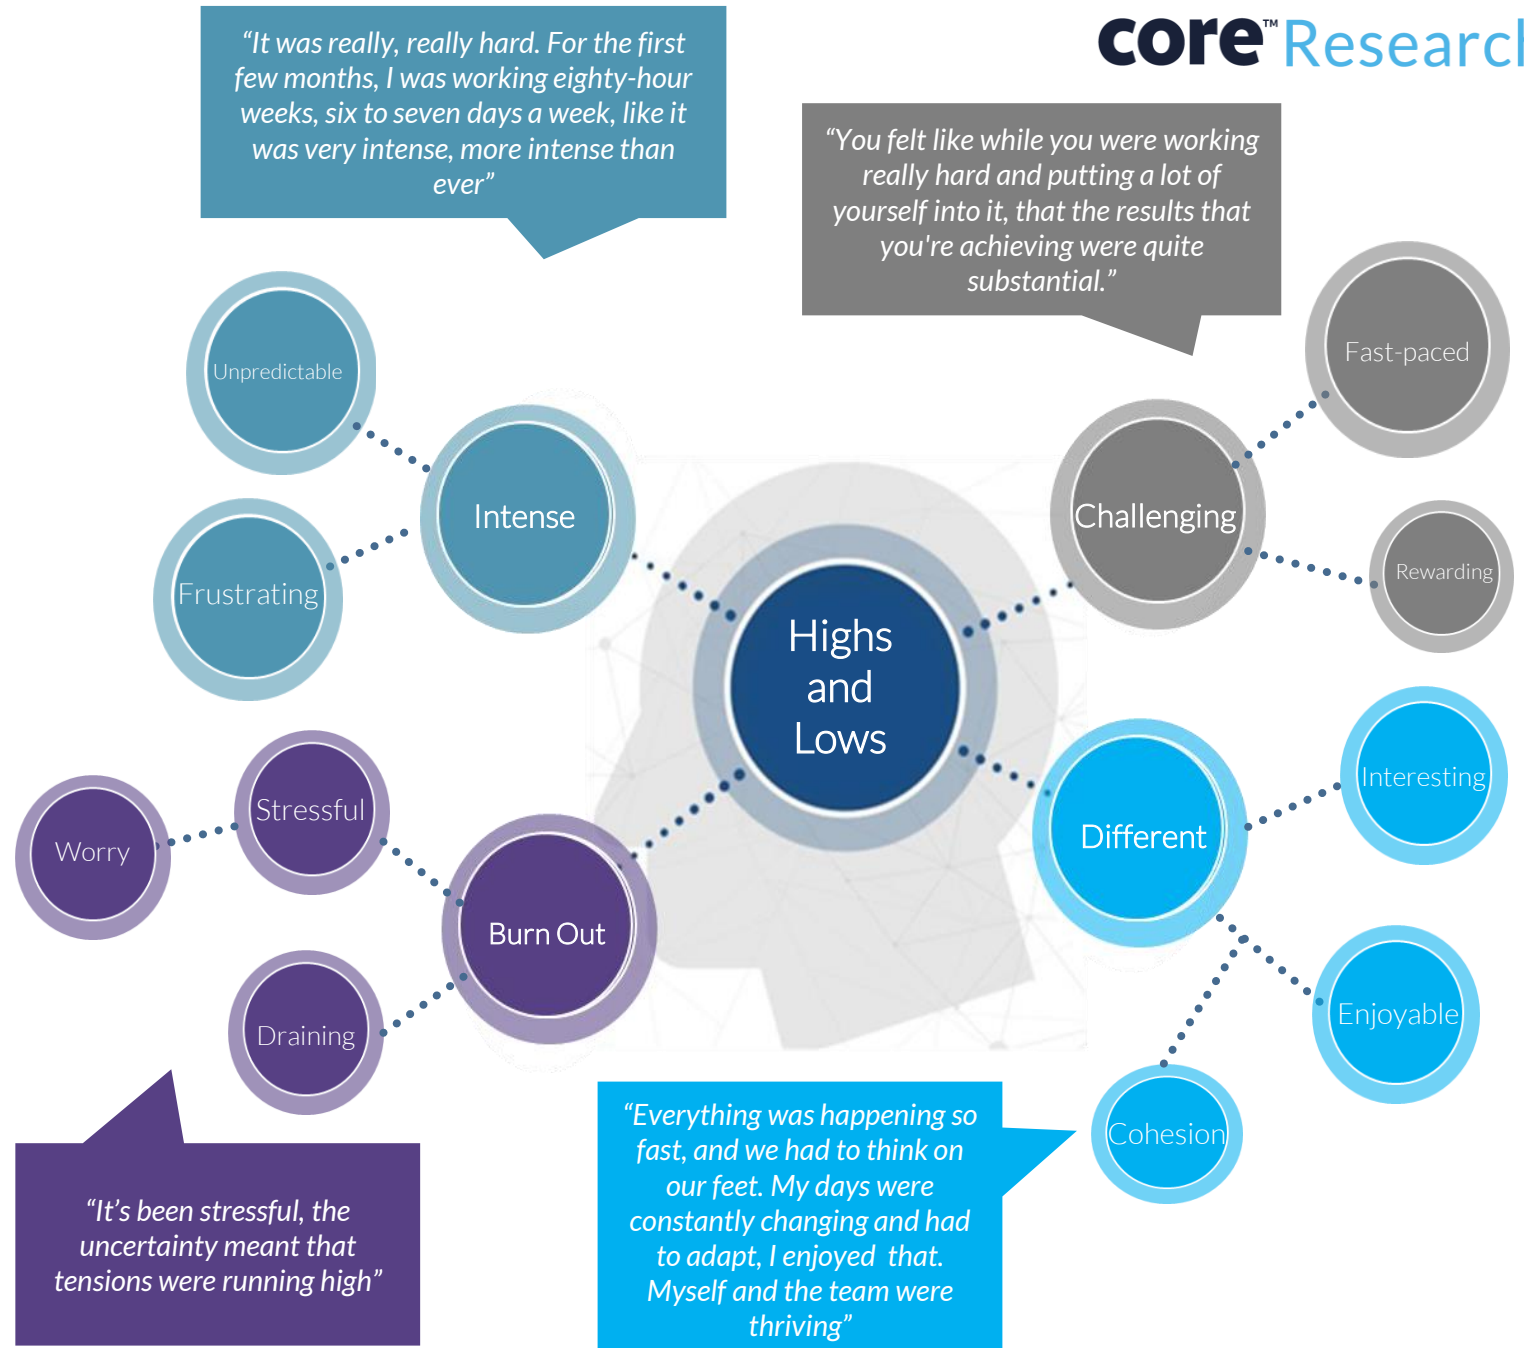 core™ Research
“It was really, really hard. For the first
few months, I was working eighty-hour
weeks, six to seven days a week, like it
was very intense, more intense than
ever”
“You felt like while you were working
really hard and putting a lot of
yourself into it, that the results that
you're achieving were quite
substantial.”
Unpredictable
Frustrating
Intense
Challenging
Fast-paced
Rewarding
Highs
and
Lows
Worry
Stressful
Draining
Burn Out
Different
Interesting
Enjoyable
Cohesion
“It’s been stressful, the
uncertainty meant that
tensions were running high”
“Everything was happening so
fast, and we had to think on
our feet. My days were
constantly changing and had
to adapt, I enjoyed  that.
Myself and the team were
thriving”